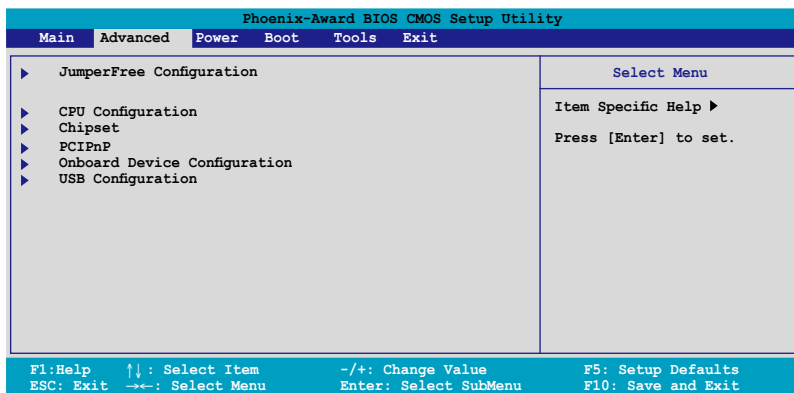 Phoenix-Award BIOS CMOS Setup Utility
Main Advanced Power Boot Tools Exit
JumperFree Configuration
Select Menu
CPU Configuration
Chipset
PCIPnP
Onboard Device Configuration
USB Configuration
Item Specific Help ▶
Press [Enter] to set.
F1:Help ↑↓: Select Item -/+: Change Value F5: Setup Defaults
ESC: Exit →←: Select Menu Enter: Select SubMenu F10: Save and Exit